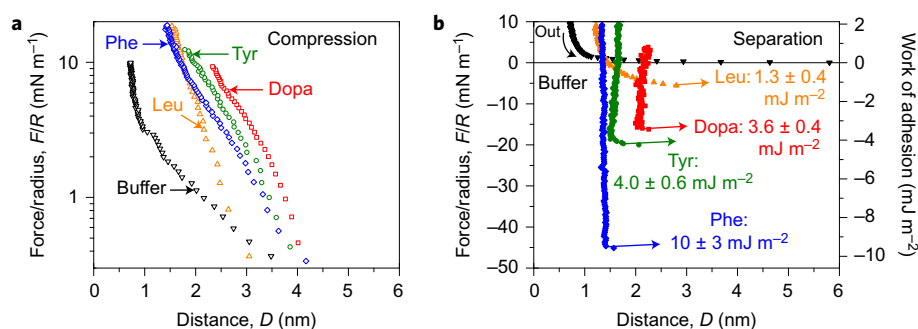 a
Compression
Phe
Tyr
Dopa
Leu
Buffer
Force/radius, F/R (mN m⁻¹)
10
1
0 1 2 3 4 5 6
Distance, D (nm)
b
Separation
Out
Buffer
Leu: 1.3 ± 0.4
mJ m⁻²
Dopa: 3.6 ± 0.4
mJ m⁻²
Tyr:
4.0 ± 0.6 mJ m⁻²
Phe:
10 ± 3 mJ m⁻²
Force/radius, F/R (mN m⁻¹)
10
0
−10
−20
−30
−40
−50
2
0
−2
−4
−6
−8
−10
Work of adhesion
(mJ m⁻²)
0 1 2 3 4 5 6
Distance, D (nm)